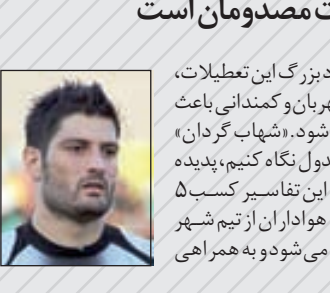 ت مصدومان است
د بزرگ این تعطیلات،
هربان و کمندانی باعث
شود. «شهاب گردان»
دول نگاه کنیم، پدیده
این تفاسیر کسب ۵
هواداران از تیم شهر
می‌شود و به همراهی